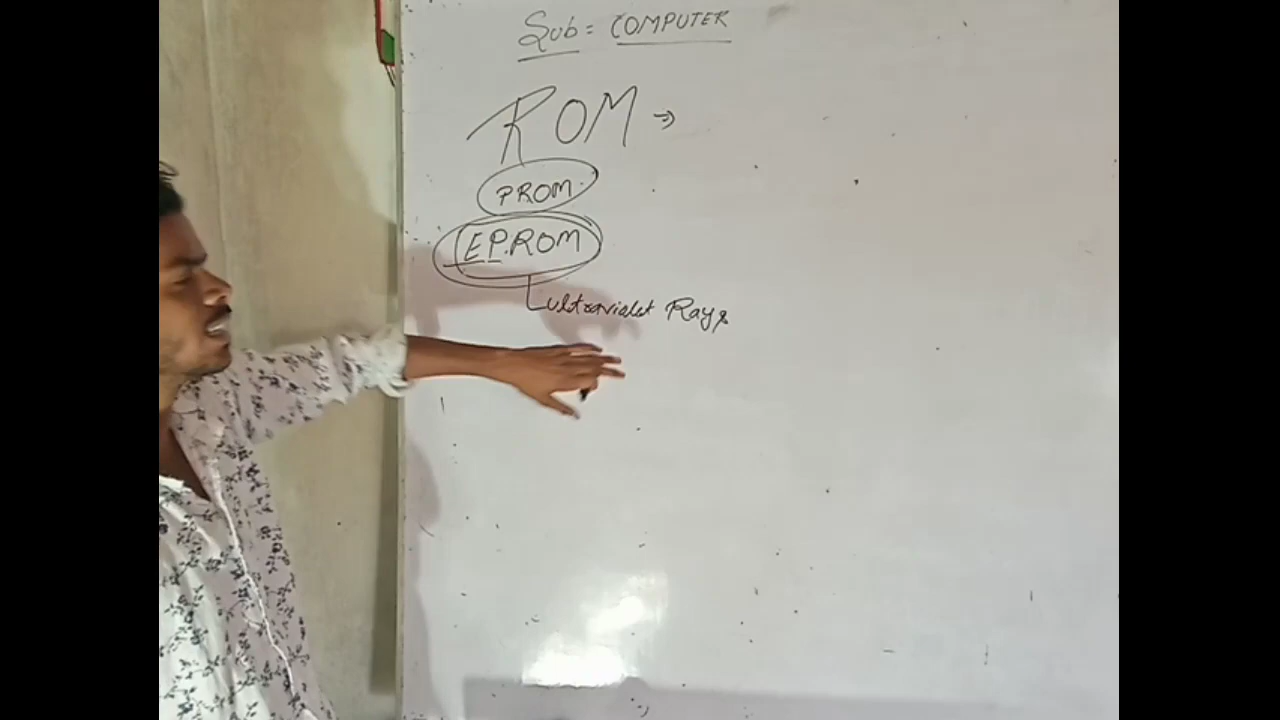 Sub = COMPUTER
ROM →
PROM.
EP.ROM
ultraviolet Rays